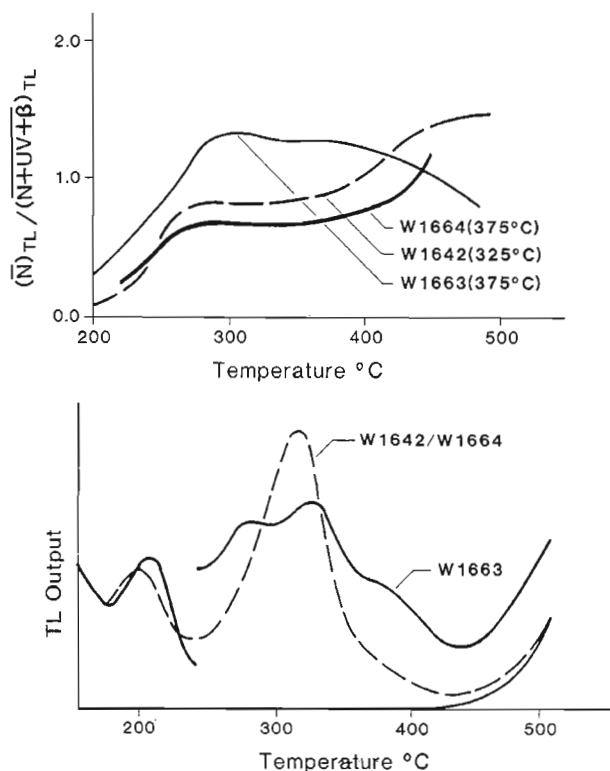 2.0
1.0
0.0
(N̅)TL / (N+UV+β)TL
W1664(375°C)
W1642(325°C)
W1663(375°C)
200
300
400
500
Temperature °C
TL Output
W1642/W1664
W1663
200
300
400
500
Temperature °C